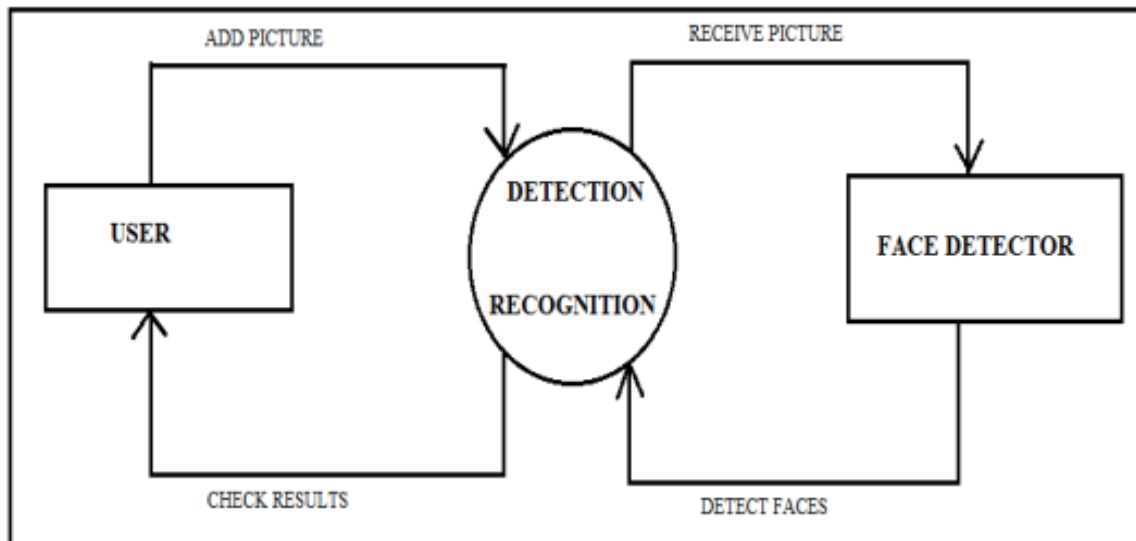 ADD PICTURE
RECEIVE PICTURE
DETECTION
USER
FACE DETECTOR
RECOGNITION
CHECK RESULTS
DETECT FACES